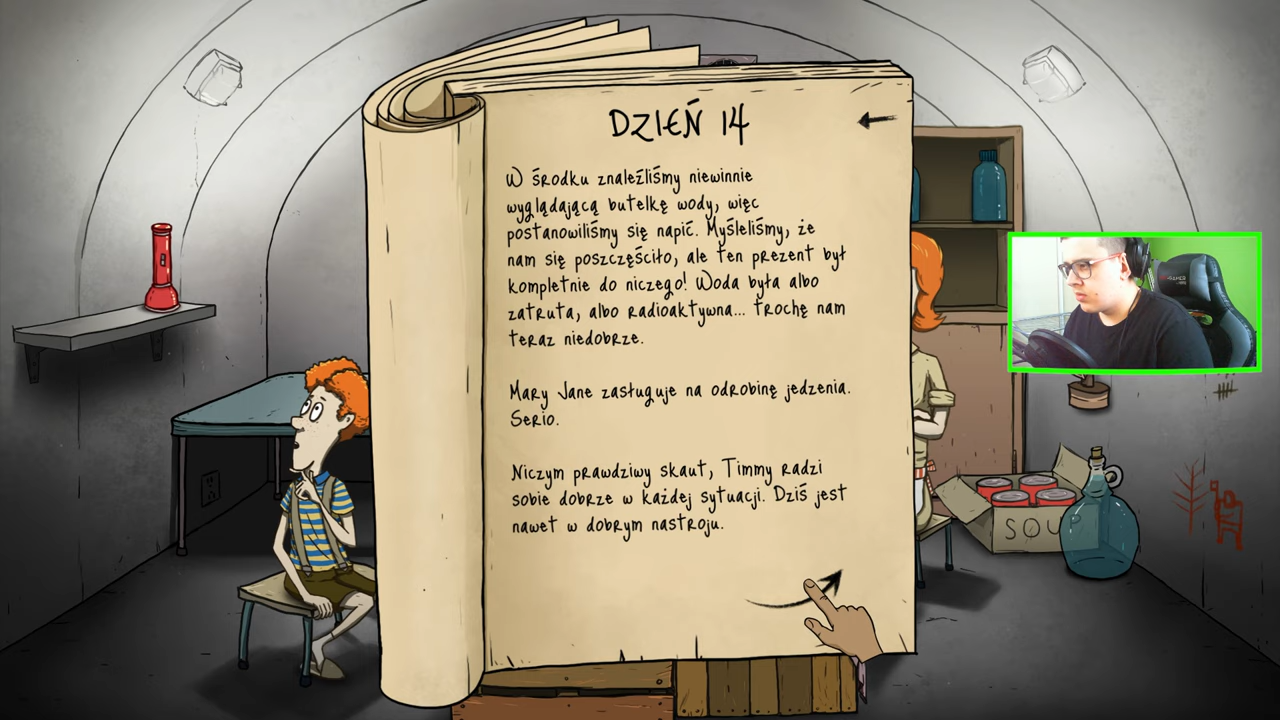 DZIEŃ 14
W środku znaleźliśmy niewinnie
wyglądającą butelkę wody, więc
postanowiliśmy się napić. Myśleliśmy, że
nam się poszczęściło, ale ten prezent był
kompletnie do niczego! Woda była albo
zatruta, albo radioaktywna... Trochę nam
teraz niedobrze.
Mary Jane zasługuje na odrobinę jedzenia.
Serio.
Niczym prawdziwy skaut, Timmy radzi
sobie dobrze w każdej sytuacji. Dziś jest
nawet w dobrym nastroju.
SOUP